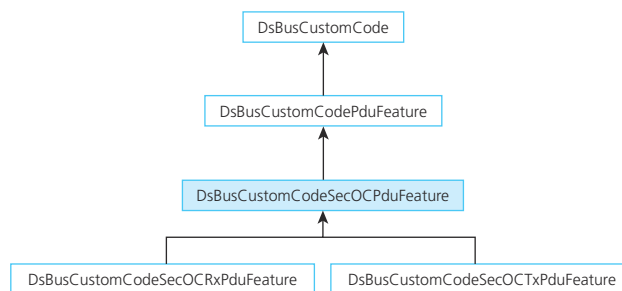 DsBusCustomCode
DsBusCustomCodePduFeature
DsBusCustomCodeSecOCPduFeature
DsBusCustomCodeSecOCRxPduFeature
DsBusCustomCodeSecOCTxPduFeature